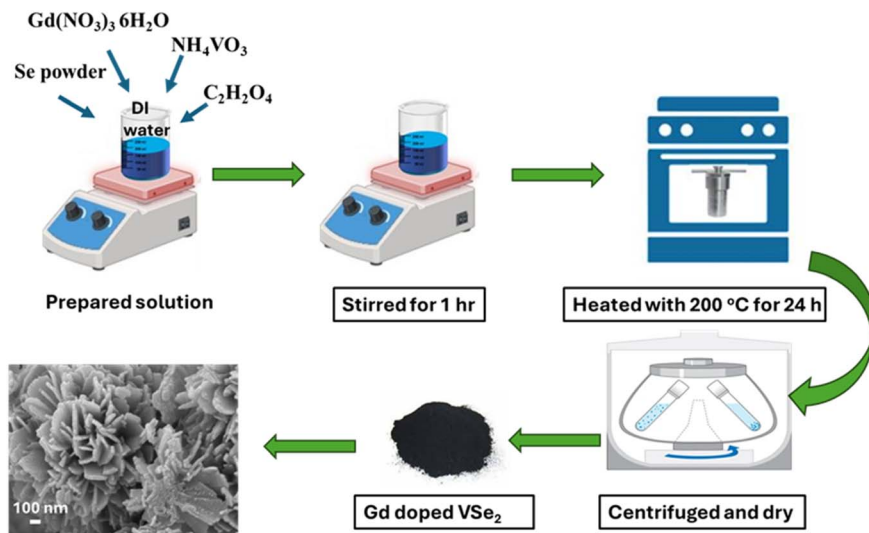 Gd(NO₃)₃ 6H₂O
NH₄VO₃
Se powder
C₂H₂O₄
DI
water
Prepared solution
Stirred for 1 hr
Heated with 200 °C for 24 h
100 nm
Gd doped VSe₂
Centrifuged and dry